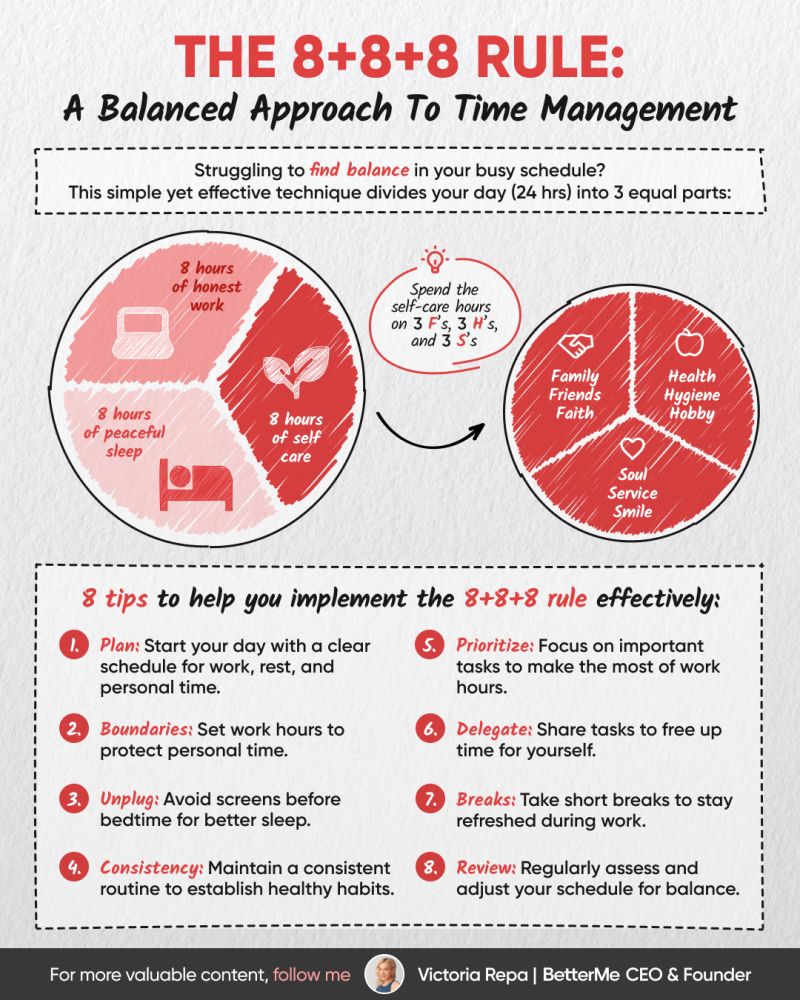 THE 8+8+8 RULE:
A Balanced Approach To Time Management
Struggling to find balance in your busy schedule?
This simple yet effective technique divides your day (24 hrs) into 3 equal parts:
8 hours
of honest
work
8 hours
of self
care
8 hours
of peaceful
sleep
Spend the
self-care hours
on 3 F's, 3 H's,
and 3 S's
Family
Friends
Faith
Health
Hygiene
Hobby
Soul
Service
Smile
8 tips to help you implement the 8+8+8 rule effectively:
1. Plan: Start your day with a clear
schedule for work, rest, and
personal time.
2. Boundaries: Set work hours to
protect personal time.
3. Unplug: Avoid screens before
bedtime for better sleep.
4. Consistency: Maintain a consistent
routine to establish healthy habits.
5. Prioritize: Focus on important
tasks to make the most of work
hours.
6. Delegate: Share tasks to free up
time for yourself.
7. Breaks: Take short breaks to stay
refreshed during work.
8. Review: Regularly assess and
adjust your schedule for balance.
For more valuable content, follow me
Victoria Repa | BetterMe CEO & Founder